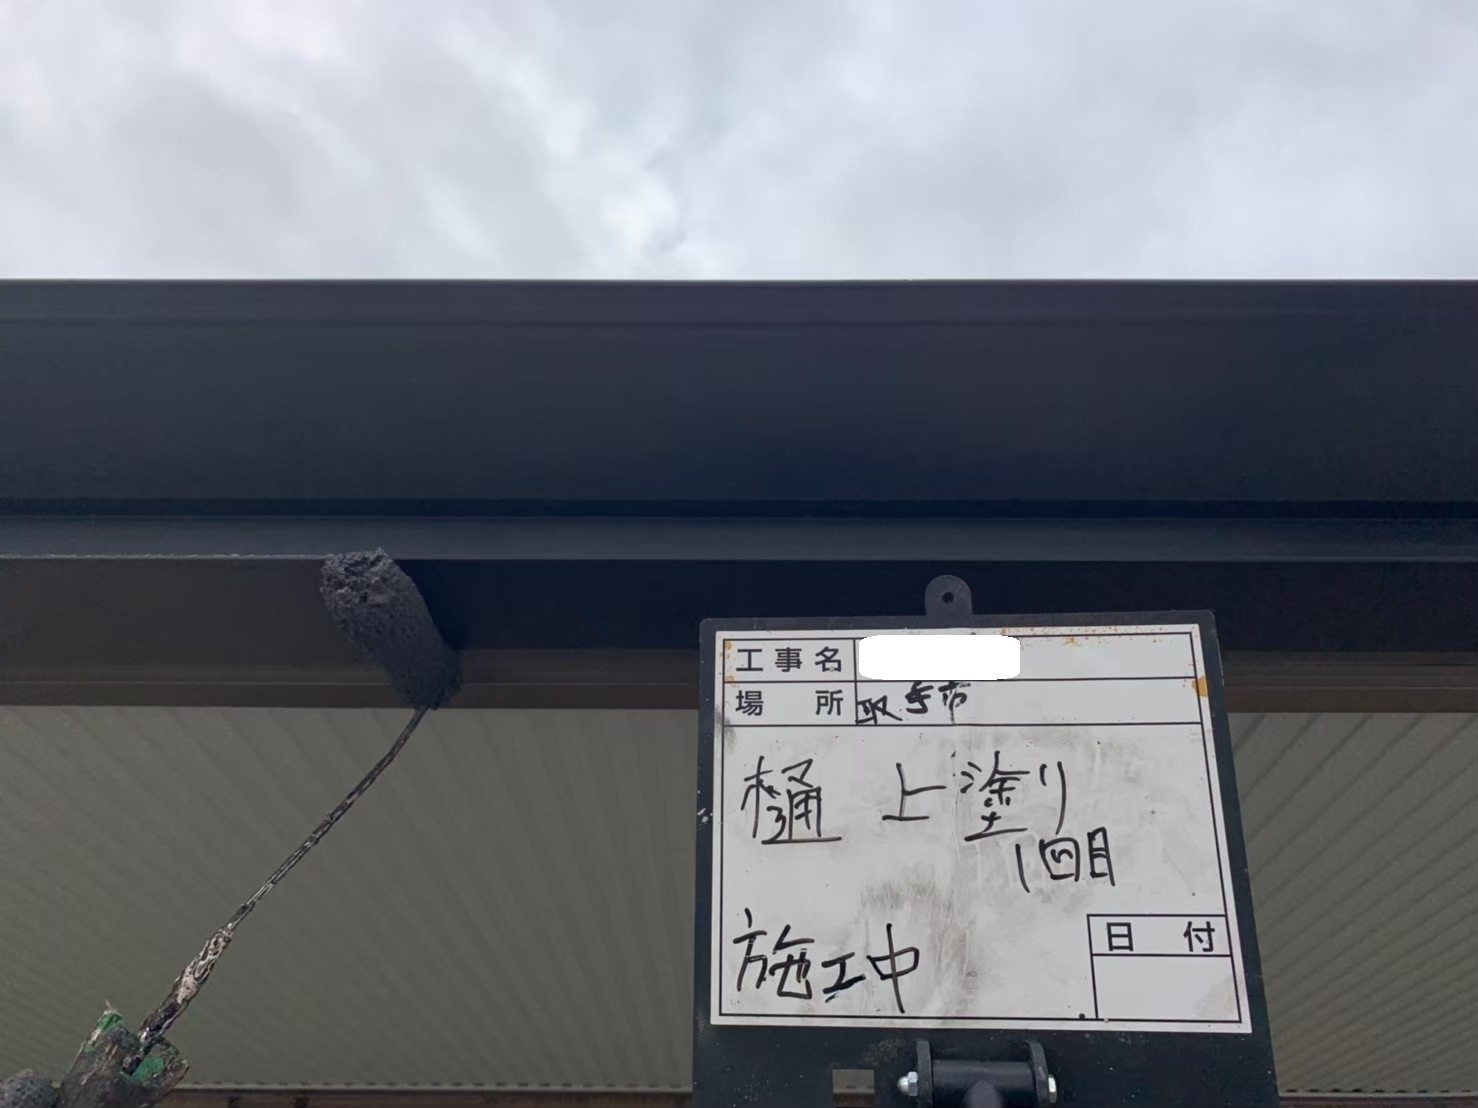 工事名
場所 取手市
樋 上塗り
1回目
施工中
日付